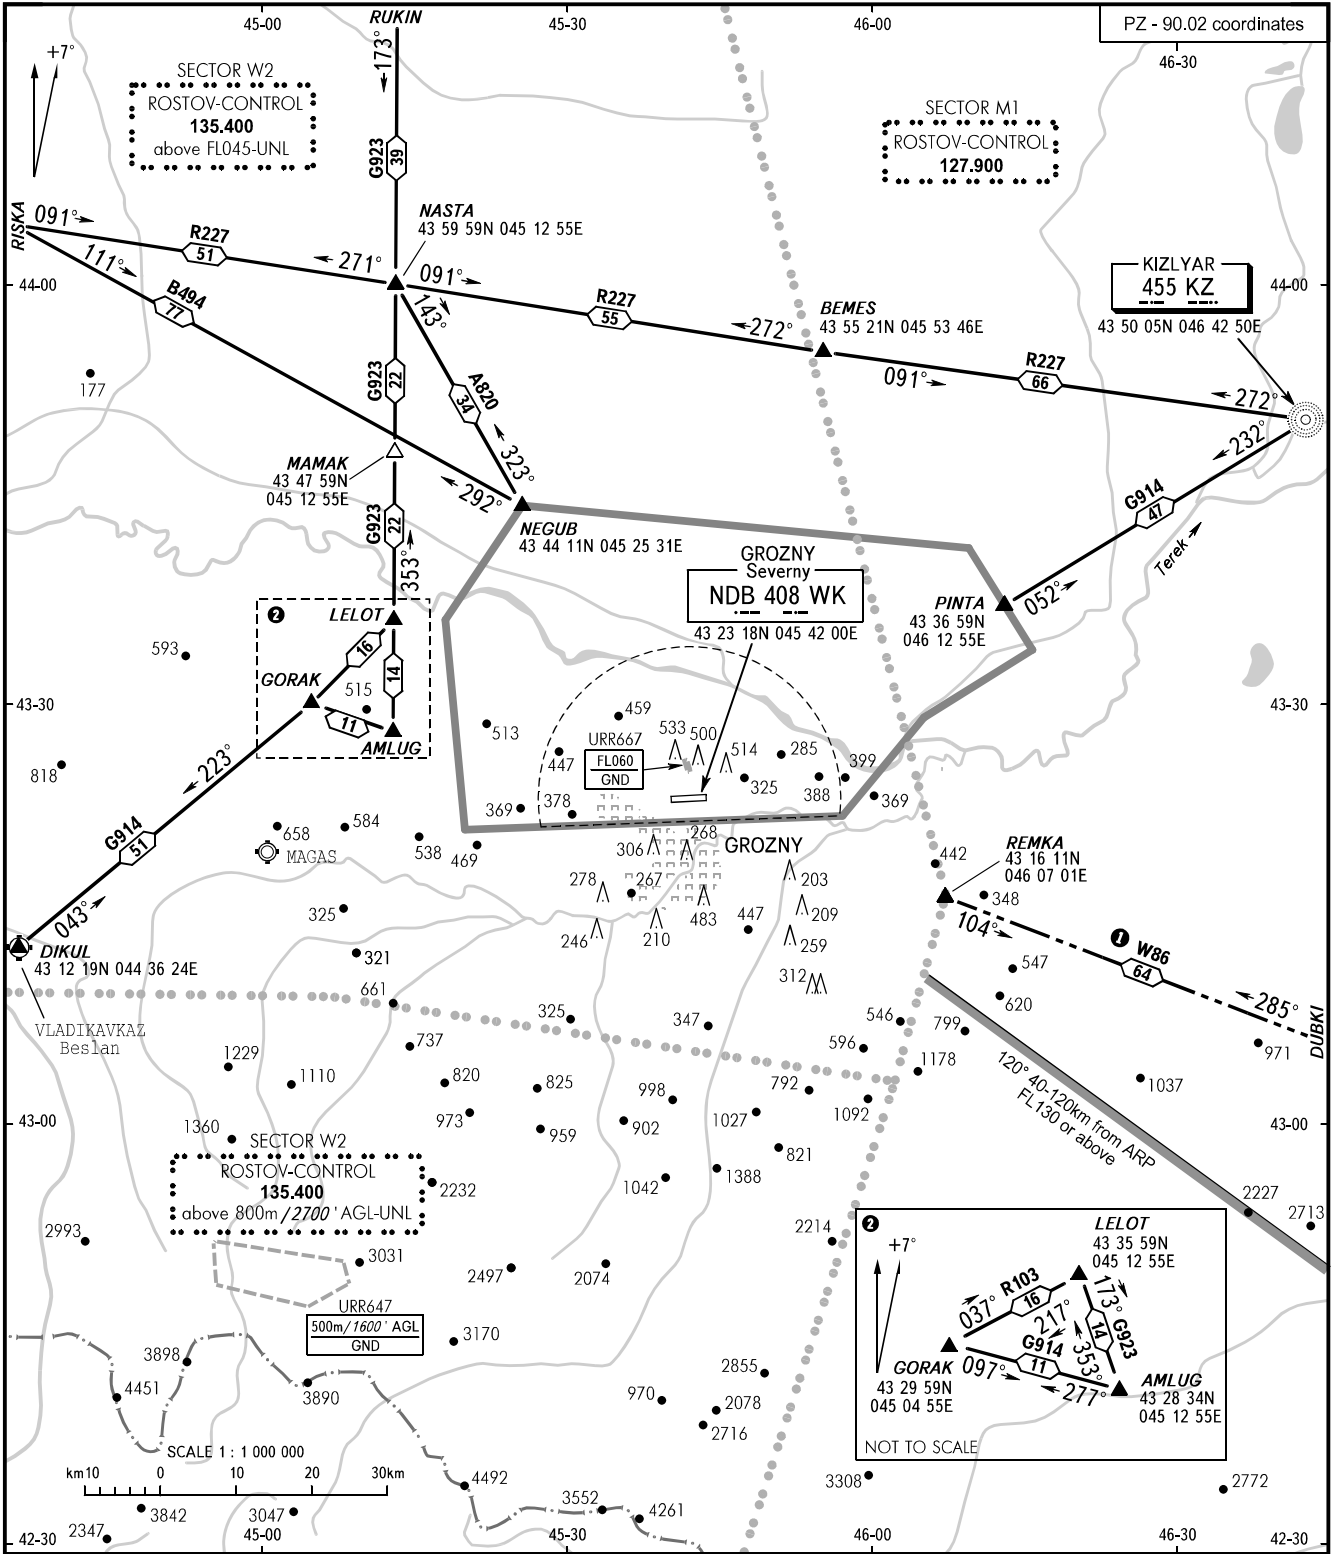 45-00
45-30
46-00
PZ - 90.02 coordinates
46-30
RUKIN
173°
+7°
SECTOR W2
ROSTOV-CONTROL
135.400
above FL045-UNL
G923
39
SECTOR M1
ROSTOV-CONTROL
127.900
RISKA
091°
R227
51
271°
NASTA
43 59 59N 045 12 55E
091°
R227
55
111°
B494
77
143°
44-00
44-00
KIZLYAR
455 KZ
43 50 05N 046 42 50E
BEMES
43 55 21N 045 53 46E
272°
091°
R227
66
272°
177
G923
22
A820
34
323°
232°
MAMAK
43 47 59N
045 12 55E
292°
G914
47
NEGUB
43 44 11N 045 25 31E
G923
22
353°
Terek
GROZNY
Severny
NDB 408 WK
43 23 18N 045 42 00E
PINTA
43 36 59N
046 12 55E
052°
2
LELOT
16
14
GORAK
515
11
AMLUG
593
43-30
43-30
459
513
533
500
URR667
FL060
GND
447
514
285
325
388
399
369
369
378
818
223°
G914
51
658
584
MAGAS
538
469
306
268
GROZNY
442
REMKA
43 16 11N
046 07 01E
348
278
267
203
209
483
447
246
210
259
312
325
321
043°
DIKUL
43 12 19N 044 36 24E
104°
1
W86
64
547
620
285°
DUBKI
661
VLADIKAVKAZ
Beslan
325
347
546
799
596
971
737
1229
1110
820
825
998
792
1178
1092
1037
120° 40-120km from ARP
FL130 or above
973
959
902
1027
43-00
43-00
1360
SECTOR W2
ROSTOV-CONTROL
135.400
above 800m/2700' AGL-UNL
821
1388
1042
2232
2227
2713
2214
2993
3031
2497
2074
URR647
500m/1600' AGL
GND
3170
2
+7°
LELOT
43 35 59N
045 12 55E
037°
R103
16
217°
173°
G923
14
353°
G914
11
097°
277°
GORAK
43 29 59N
045 04 55E
AMLUG
43 28 34N
045 12 55E
NOT TO SCALE
3898
4451
3890
2855
970
2078
2716
SCALE 1 : 1 000 000
km10
0
10
20
30km
4492
3308
2772
3842
3047
3552
4261
2347
45-00
45-30
46-00
46-30
42-30
42-30